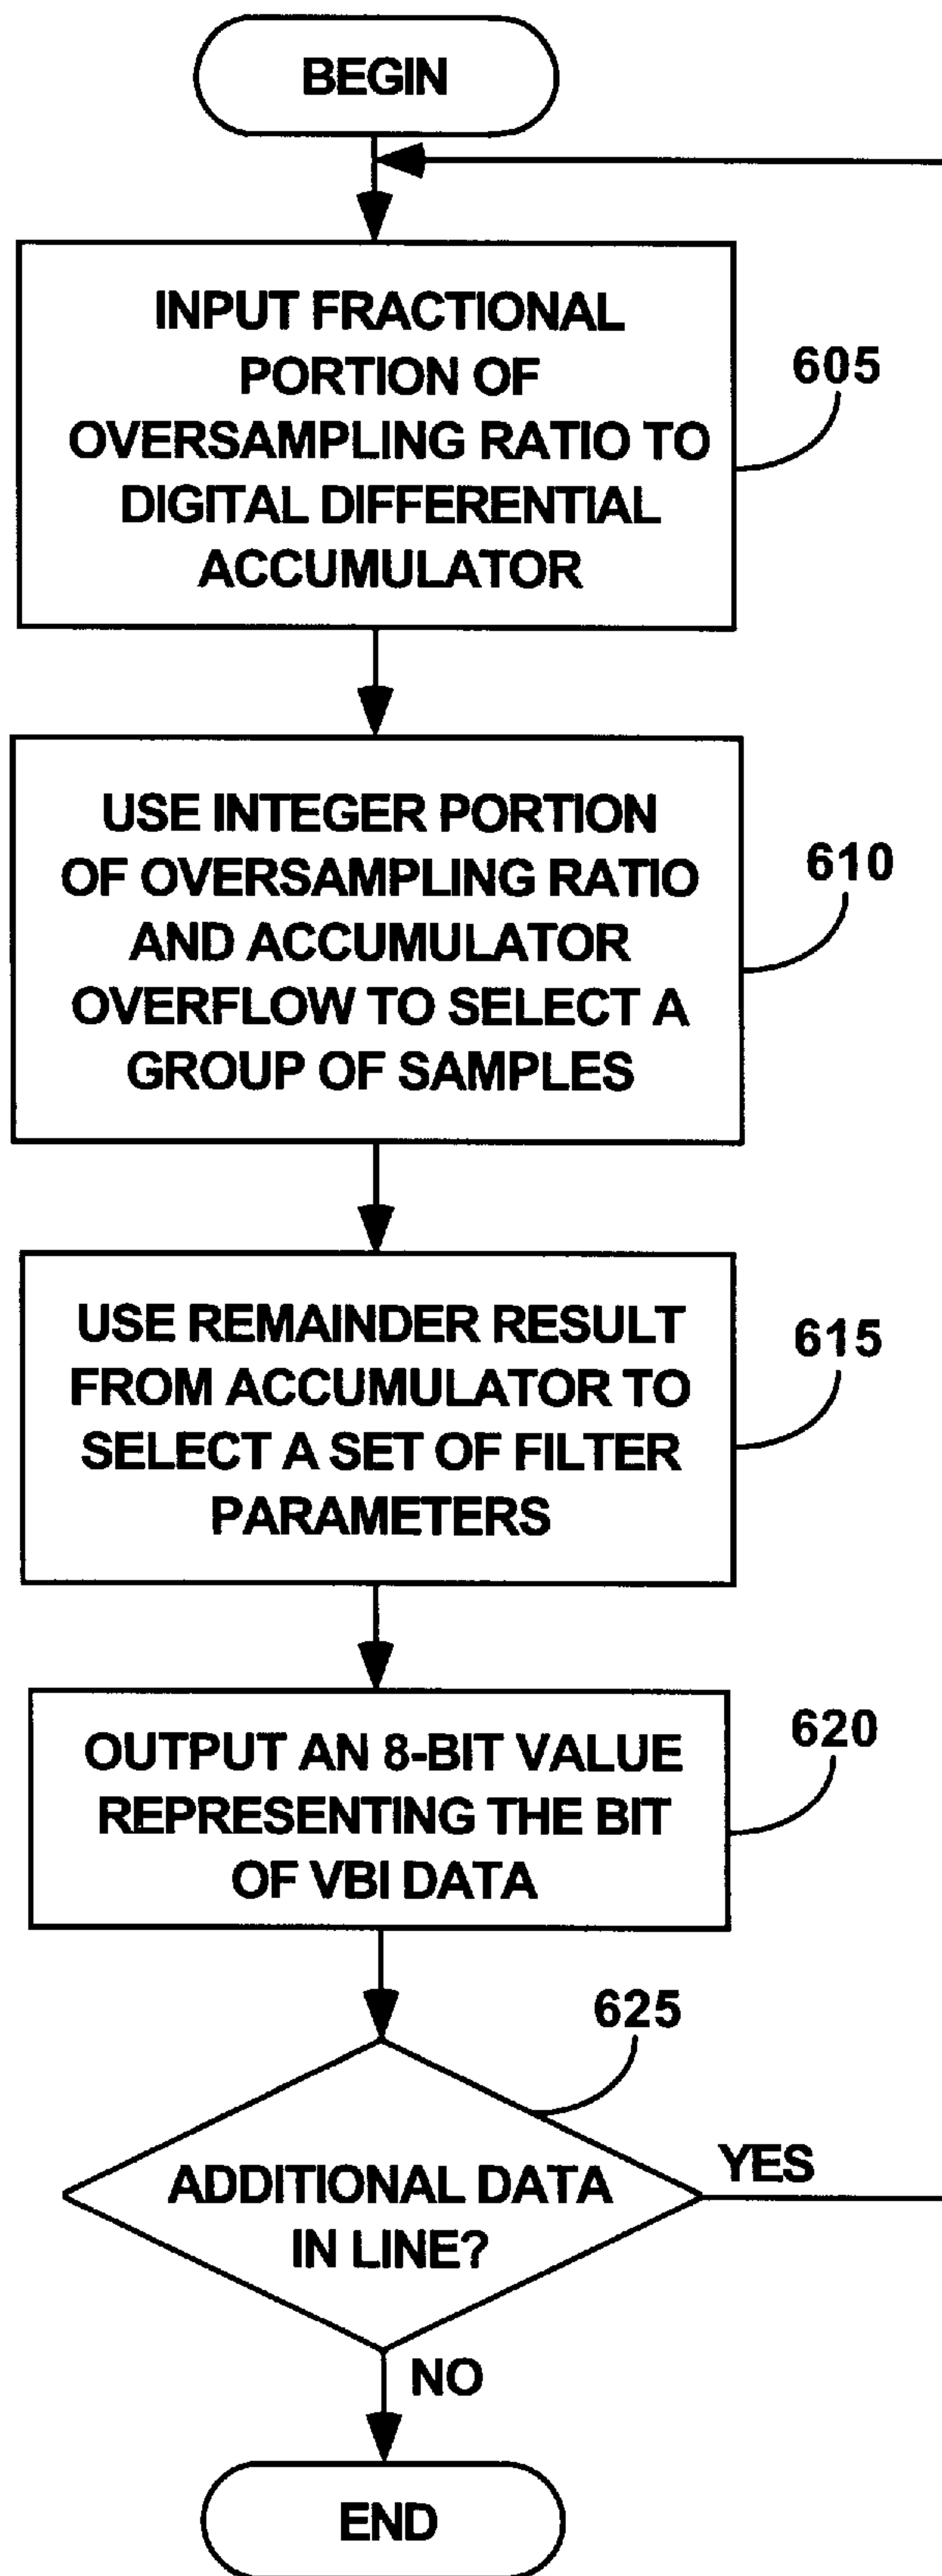 BEGIN
INPUT FRACTIONAL
PORTION OF
OVERSAMPLING RATIO TO
DIGITAL DIFFERENTIAL
ACCUMULATOR
605
USE INTEGER PORTION
OF OVERSAMPLING RATIO
AND ACCUMULATOR
OVERFLOW TO SELECT A
GROUP OF SAMPLES
610
USE REMAINDER RESULT
FROM ACCUMULATOR TO
SELECT A SET OF FILTER
PARAMETERS
615
OUTPUT AN 8-BIT VALUE
REPRESENTING THE BIT
OF VBI DATA
620
625
ADDITIONAL DATA
IN LINE?
YES
NO
END